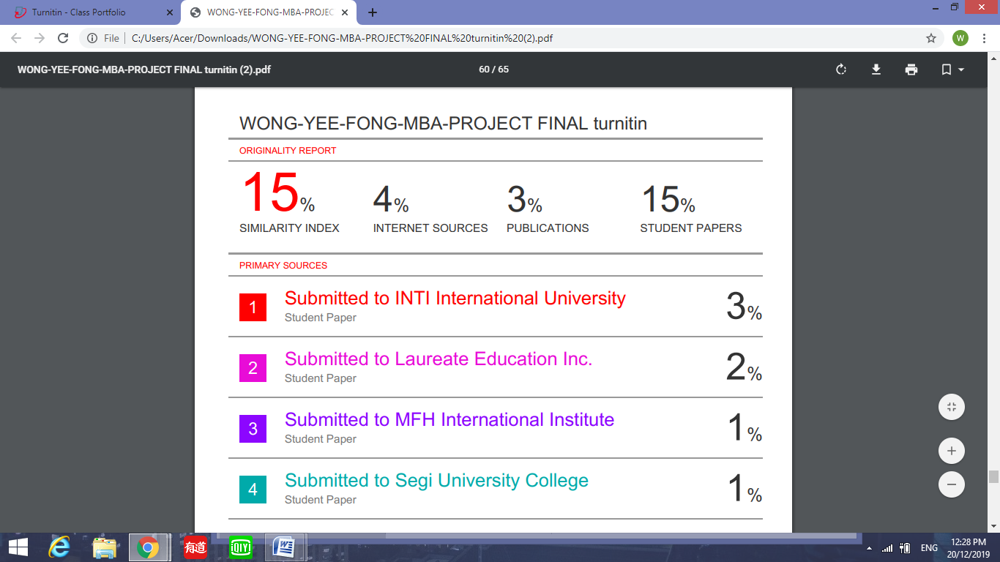 Turnitin - Class Portfolio
WONG-YEE-FONG-MBA-PROJEC
File
C:/Users/Acer/Downloads/WONG-YEE-FONG-MBA-PROJECT%20FINAL%20turnitin%20(2).pdf
W
WONG-YEE-FONG-MBA-PROJECT FINAL turnitin (2).pdf
60 / 65
WONG-YEE-FONG-MBA-PROJECT FINAL turnitin
ORIGINALITY REPORT
15%
SIMILARITY INDEX
4%
INTERNET SOURCES
3%
PUBLICATIONS
15%
STUDENT PAPERS
PRIMARY SOURCES
1
Submitted to INTI International University
Student Paper
3%
2
Submitted to Laureate Education Inc.
Student Paper
2%
3
Submitted to MFH International Institute
Student Paper
1%
4
Submitted to Segi University College
Student Paper
1%
有道
iQIYI
W
ENG
12:28 PM
20/12/2019